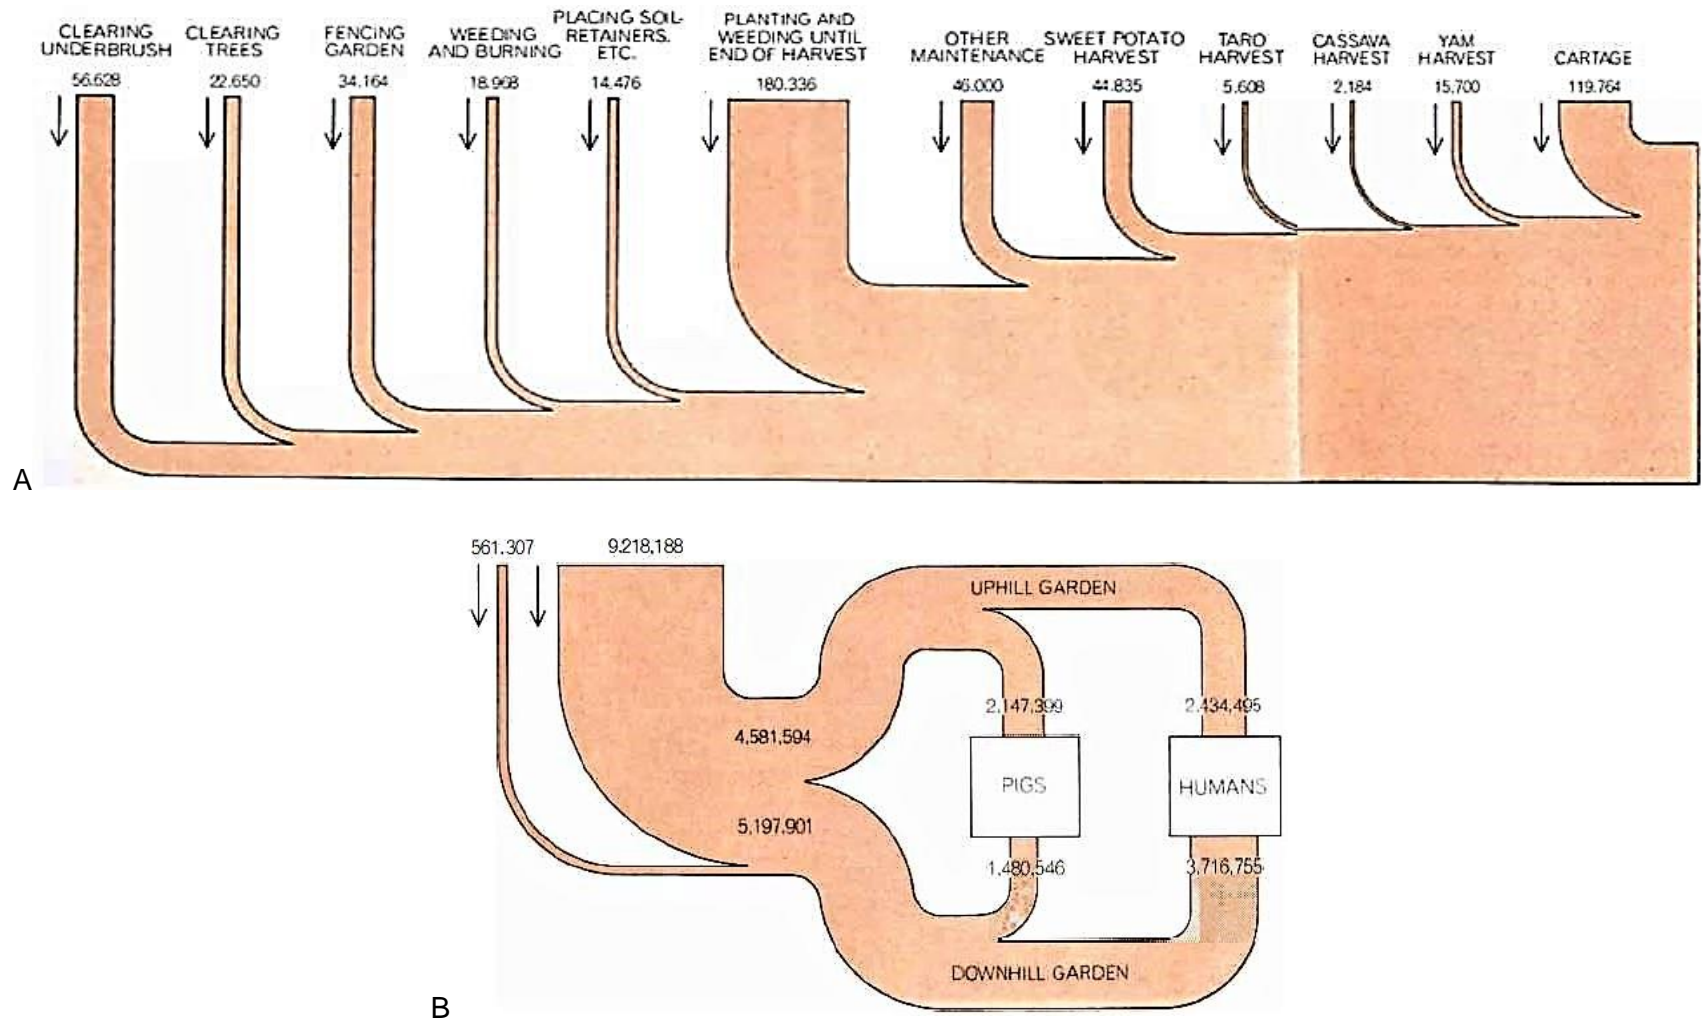 CLEARING
UNDERBRUSH
56.628
CLEARING
TREES
22.650
FENCING
GARDEN
34.164
WEEDING
AND BURNING
18.968
PLACING SOIL-
RETAINERS.
ETC.
14,476
PLANTING AND
WEEDING UNTIL
END OF HARVEST
180.336
OTHER
MAINTENANCE
46.000
SWEET POTATO
HARVEST
44.835
TARO
HARVEST
5.608
CASSAVA
HARVEST
2.184
YAM
HARVEST
15,700
CARTAGE
119.764
A
561.307
9.218,188
UPHILL GARDEN
2.147,399
2.434,495
4,581,594
PIGS
HUMANS
5.197,901
1.480,546
3,716,755
DOWNHILL GARDEN
B